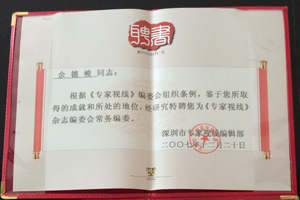 聘書
余德峻同志：
根据《专家视线》编委会组织条例，鉴于您所取
得的成就和所处的地位，经研究特聘您为《专家视线》
杂志编委会常务编委。
深圳市专家视线编辑部
二〇〇七年十二月二十日